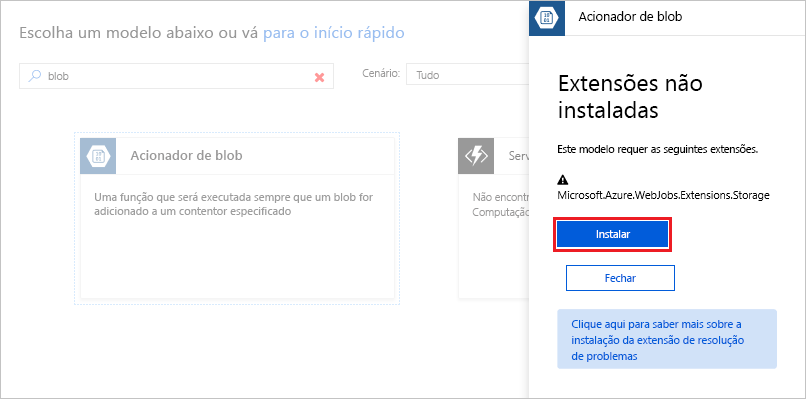 Escolha um modelo abaixo ou vá para o início rápido
blob
Cenário:
Tudo
Acionador de blob
Uma função que será executada sempre que um blob for
adicionado a um contentor especificado
Serv
Não encontro
Computação
Acionador de blob
Extensões não
instaladas
Este modelo requer as seguintes extensões.
Microsoft.Azure.WebJobs.Extensions.Storage
Instalar
Fechar
Clique aqui para saber mais sobre a
instalação da extensão de resolução
de problemas